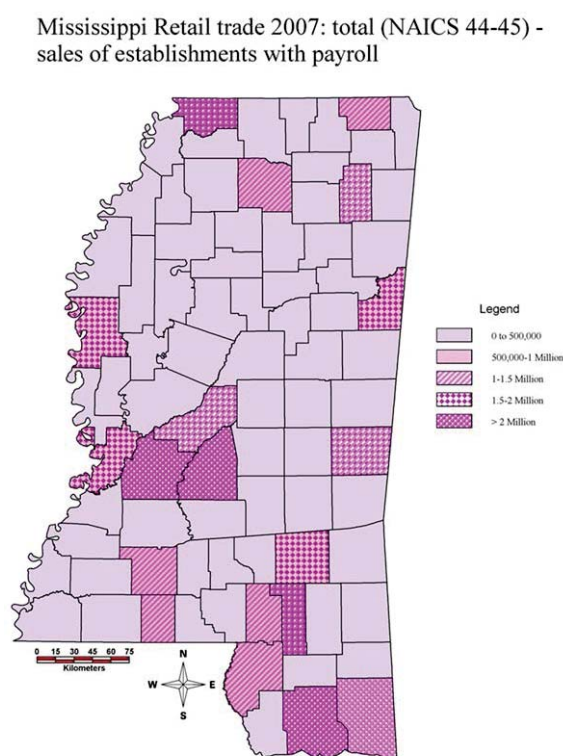 Mississippi Retail trade 2007: total (NAICS 44-45) -
sales of establishments with payroll
Legend
0 to 500,000
500,000-1 Million
1-1.5 Million
1.5-2 Million
> 2 Million
0 15 30 45 60 75
Kilometers
N
W E
S